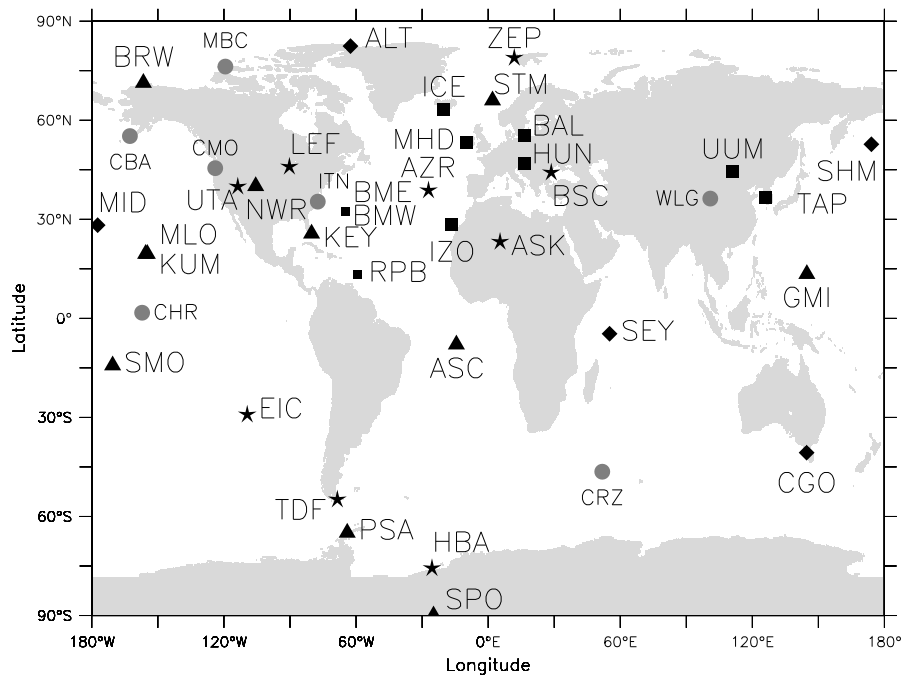 90°N
60°N
30°N
0°
30°S
60°S
90°S
Latitude
MBC
ALT
ZEP
BRW
ICE
STM
CBA
CMO
LEF
MHD
BAL
AZR
HUN
UUM
SHM
ITN
BME
BSC
MID
UTA
NWR
BMW
WLG
TAP
MLO
KEY
KUM
IZO
ASK
RPB
GMI
CHR
SEY
SMO
ASC
EIC
CGO
CRZ
TDF
PSA
HBA
SPO
180°W 120°W 60°W 0°E 60°E 120°E 180°
Longitude